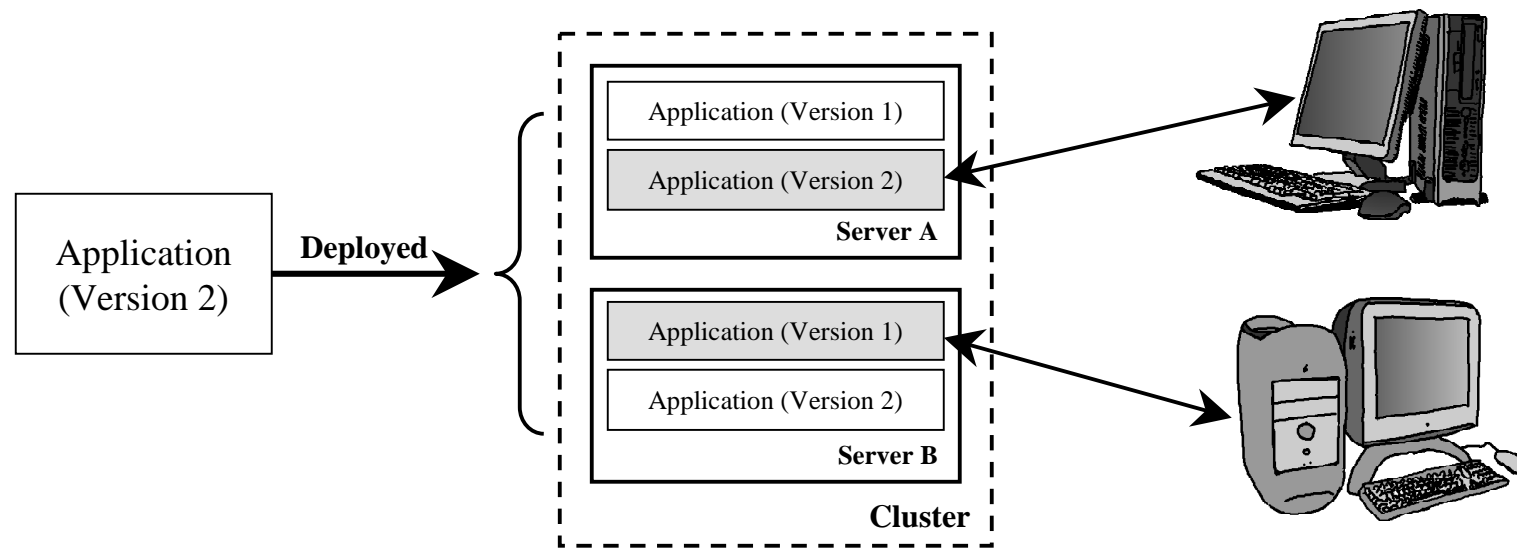 Application
(Version 2)
Deployed
Application (Version 1)
Application (Version 2)
Server A
Application (Version 1)
Application (Version 2)
Server B
Cluster